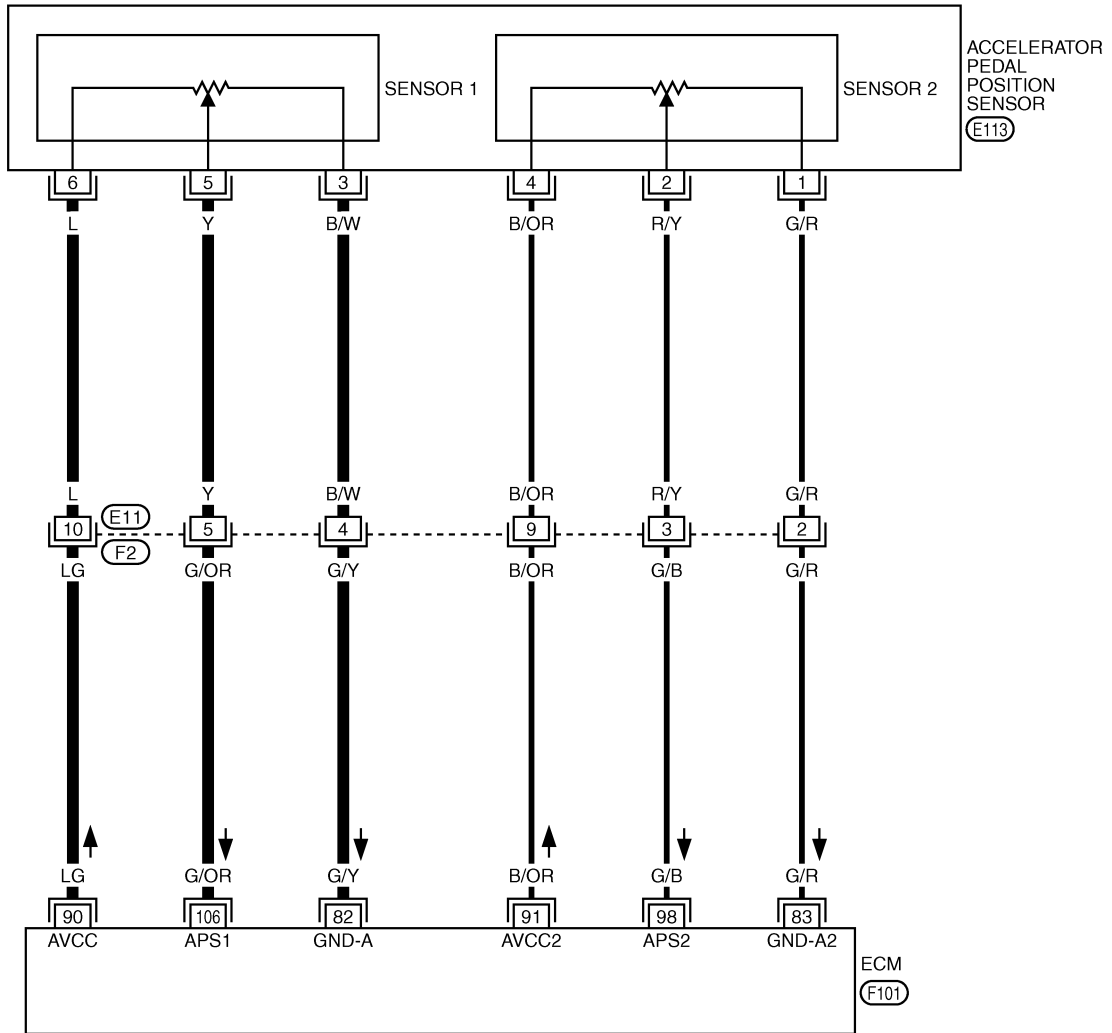 SENSOR 1
SENSOR 2
ACCELERATOR
PEDAL
POSITION
SENSOR
E113
6 5 3 4 2 1
L Y B/W B/OR R/Y G/R
L Y B/W B/OR R/Y G/R
E11
10 5 4 9 3 2
F2
LG G/OR G/Y B/OR G/B G/R
LG G/OR G/Y B/OR G/B G/R
90 106 82 91 98 83
AVCC APS1 GND-A AVCC2 APS2 GND-A2
ECM
F101